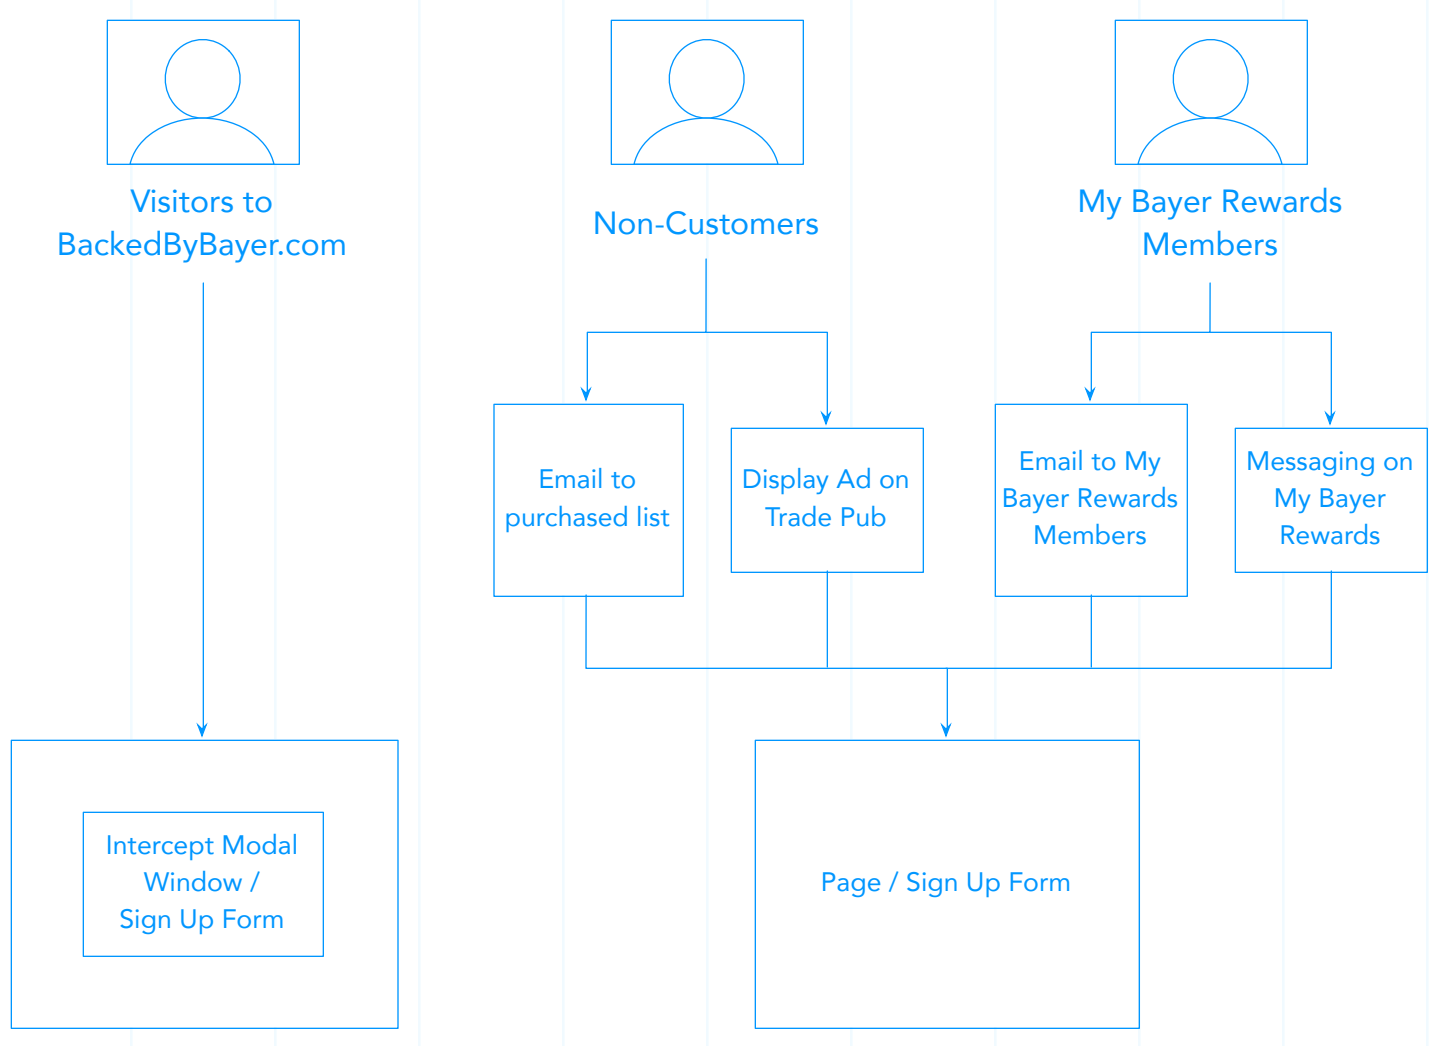 Visitors to
BackedByBayer.com
Non-Customers
My Bayer Rewards
Members
Email to
purchased list
Display Ad on
Trade Pub
Email to My
Bayer Rewards
Members
Messaging on
My Bayer
Rewards
Intercept Modal
Window /
Sign Up Form
Page / Sign Up Form